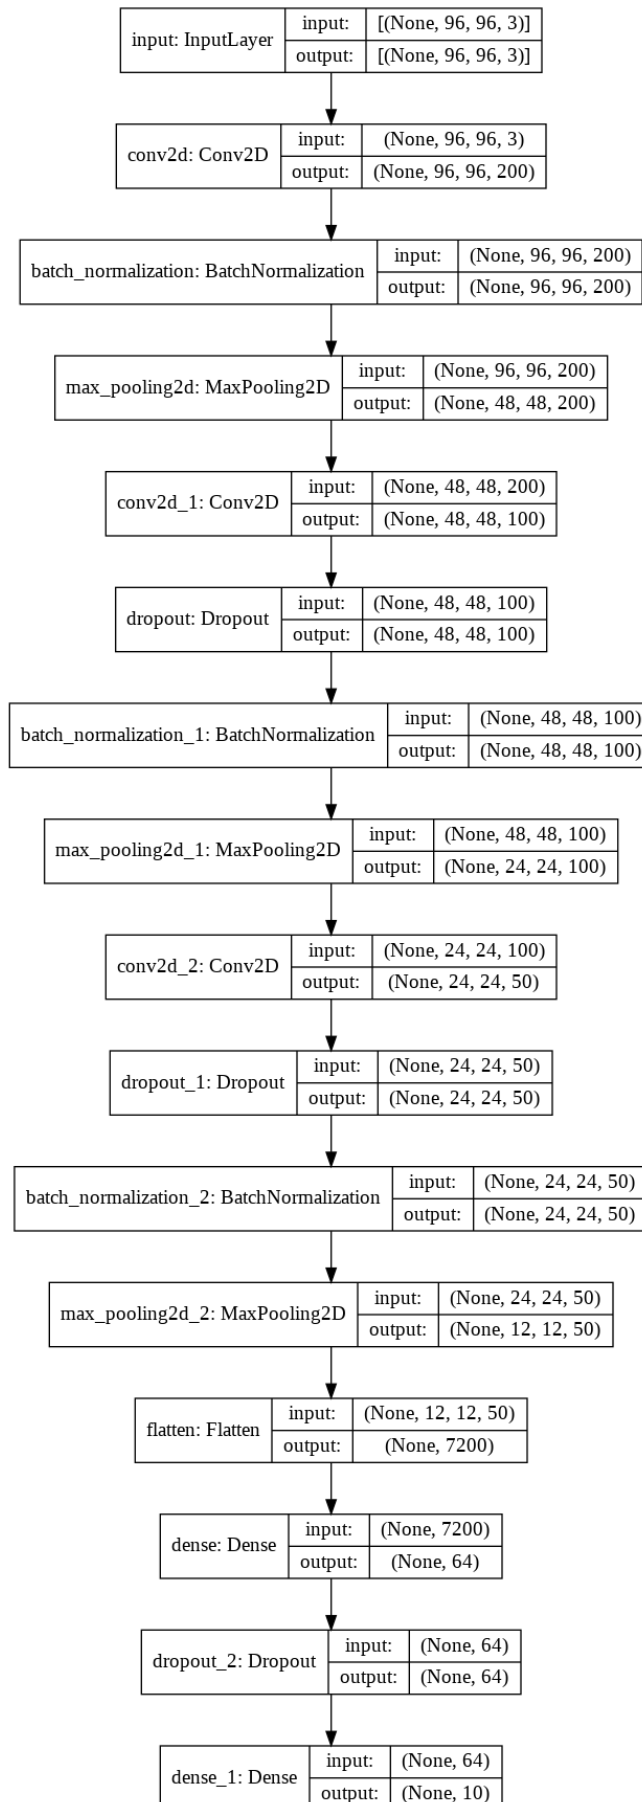 input: InputLayer input: [(None, 96, 96, 3)]
output: [(None, 96, 96, 3)]
conv2d: Conv2D input: (None, 96, 96, 3)
output: (None, 96, 96, 200)
batch_normalization: BatchNormalization input: (None, 96, 96, 200)
output: (None, 96, 96, 200)
max_pooling2d: MaxPooling2D input: (None, 96, 96, 200)
output: (None, 48, 48, 200)
conv2d_1: Conv2D input: (None, 48, 48, 200)
output: (None, 48, 48, 100)
dropout: Dropout input: (None, 48, 48, 100)
output: (None, 48, 48, 100)
batch_normalization_1: BatchNormalization input: (None, 48, 48, 100)
output: (None, 48, 48, 100)
max_pooling2d_1: MaxPooling2D input: (None, 48, 48, 100)
output: (None, 24, 24, 100)
conv2d_2: Conv2D input: (None, 24, 24, 100)
output: (None, 24, 24, 50)
dropout_1: Dropout input: (None, 24, 24, 50)
output: (None, 24, 24, 50)
batch_normalization_2: BatchNormalization input: (None, 24, 24, 50)
output: (None, 24, 24, 50)
max_pooling2d_2: MaxPooling2D input: (None, 24, 24, 50)
output: (None, 12, 12, 50)
flatten: Flatten input: (None, 12, 12, 50)
output: (None, 7200)
dense: Dense input: (None, 7200)
output: (None, 64)
dropout_2: Dropout input: (None, 64)
output: (None, 64)
dense_1: Dense input: (None, 64)
output: (None, 10)